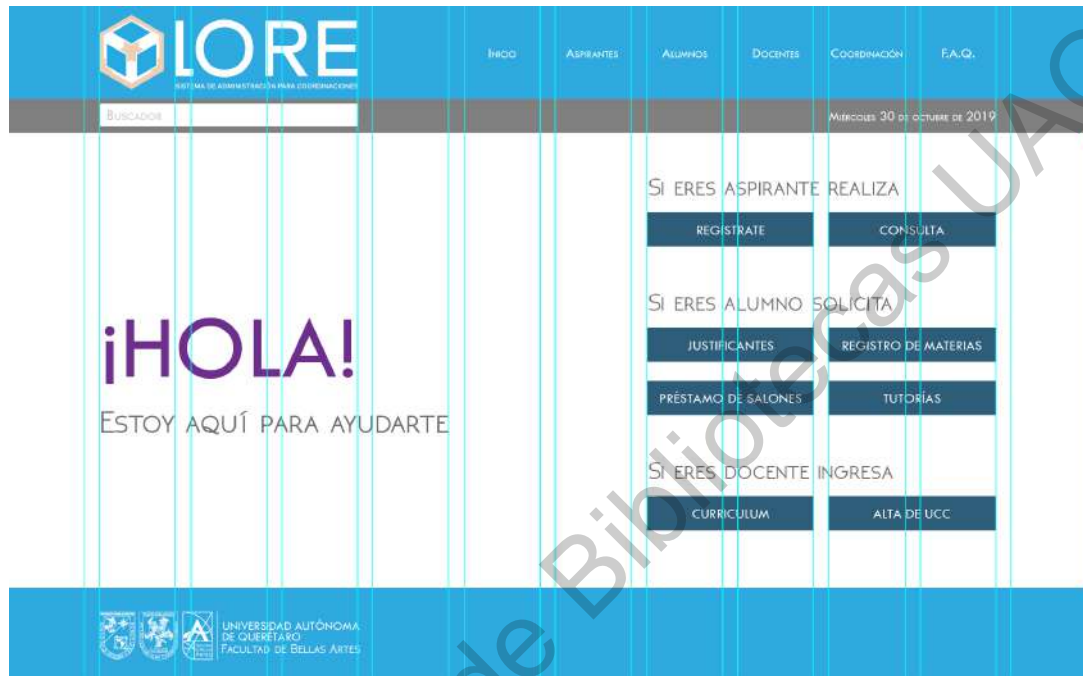 LORE
SISTEMA DE ADMINISTRACIÓN PARA COORDINACIONES
Inicio Aspirantes Alumnos Docentes Coordinación F.A.Q.
Buscador
Miércoles 30 de octubre de 2019
Si eres aspirante realiza
REGISTRATE CONSULTA
Si eres alumno solicita
JUSTIFICANTES REGISTRO DE MATERIAS
PRÉSTAMO DE SALONES TUTORÍAS
Si eres docente ingresa
CURRICULUM ALTA DE UCC
¡HOLA!
Estoy aquí para ayudarte
UNIVERSIDAD AUTÓNOMA
DE QUERÉTARO
Facultad de Bellas Artes
de Bibliotecas UAQ